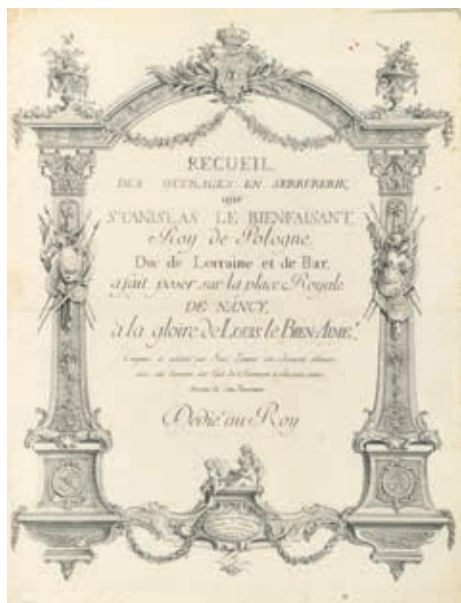 RECUEIL
DES OUVRAGES EN SERRURERIE,
que
STANISLAS LE BIENFAISANT,
Roy de Pologne,
Duc de Lorraine et de Bar,
a fait poser sur la place Royale
DE NANCY,
à la gloire de LOUIS le BIEN-AIMÉ.
Dedié au Roy